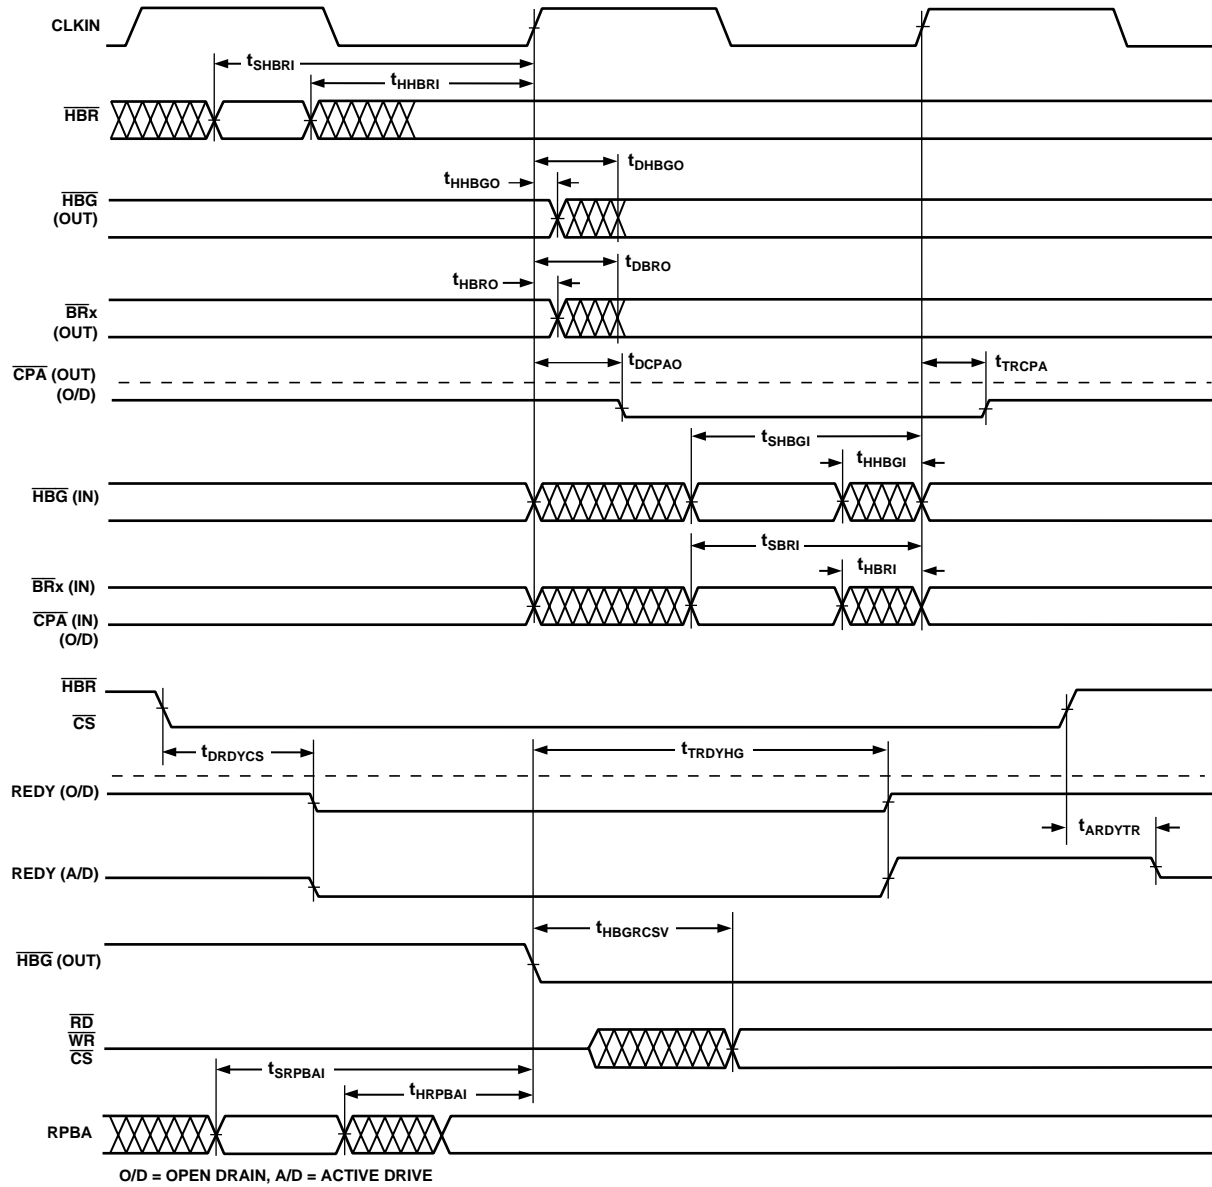 CLKIN
tSHBRI
tHHBRI
HBR
tDHBGO
tHHBGO
HBG
(OUT)
tDBRO
tHBRO
BRx
(OUT)
tDCPAO
tTRCPA
CPA (OUT)
(O/D)
tSHBGI
tHHBGI
HBG (IN)
tSBRI
tHBRI
BRx (IN)
CPA (IN)
(O/D)
HBR
CS
tDRDYCS
tTRDYHG
REDY (O/D)
tARDYTR
REDY (A/D)
tHBGRCSV
HBG (OUT)
RD
WR
CS
tSRPBAI
tHRPBAI
RPBA
O/D = OPEN DRAIN, A/D = ACTIVE DRIVE